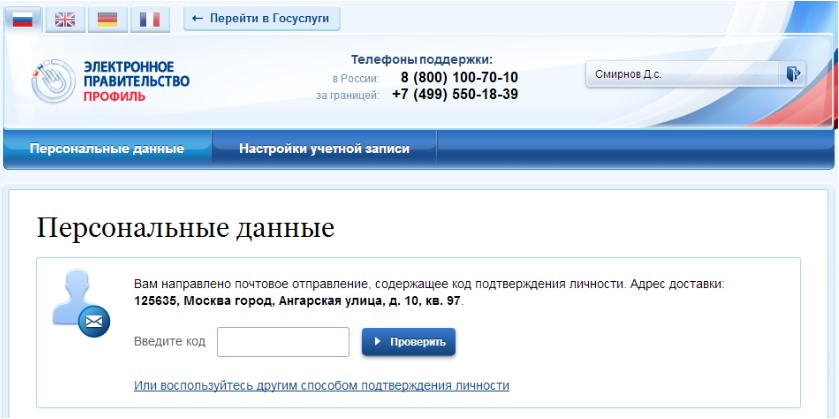 ← Перейти в Госуслуги
ЭЛЕКТРОННОЕ
ПРАВИТЕЛЬСТВО
ПРОФИЛЬ
Телефоны поддержки:
в России: 8 (800) 100-70-10
за границей: +7 (499) 550-18-39
Смирнов Д.с.
Персональные данные
Настройки учетной записи
Персональные данные
Вам направлено почтовое отправление, содержащее код подтверждения личности. Адрес доставки:
125635, Москва город, Ангарская улица, д. 10, кв. 97.
Введите код
Проверить
Или воспользуйтесь другим способом подтверждения личности